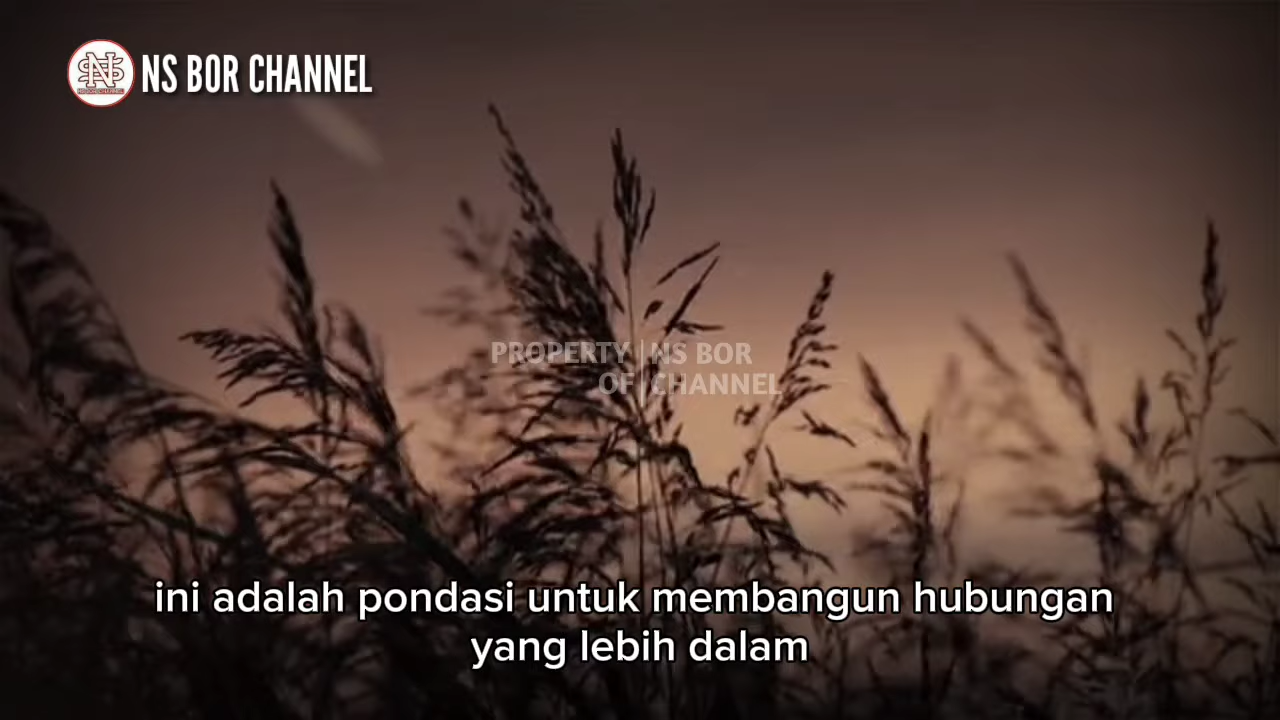 NS BOR CHANNEL
PROPERTY | NS BOR
OF | CHANNEL
ini adalah pondasi untuk membangun hubungan
yang lebih dalam